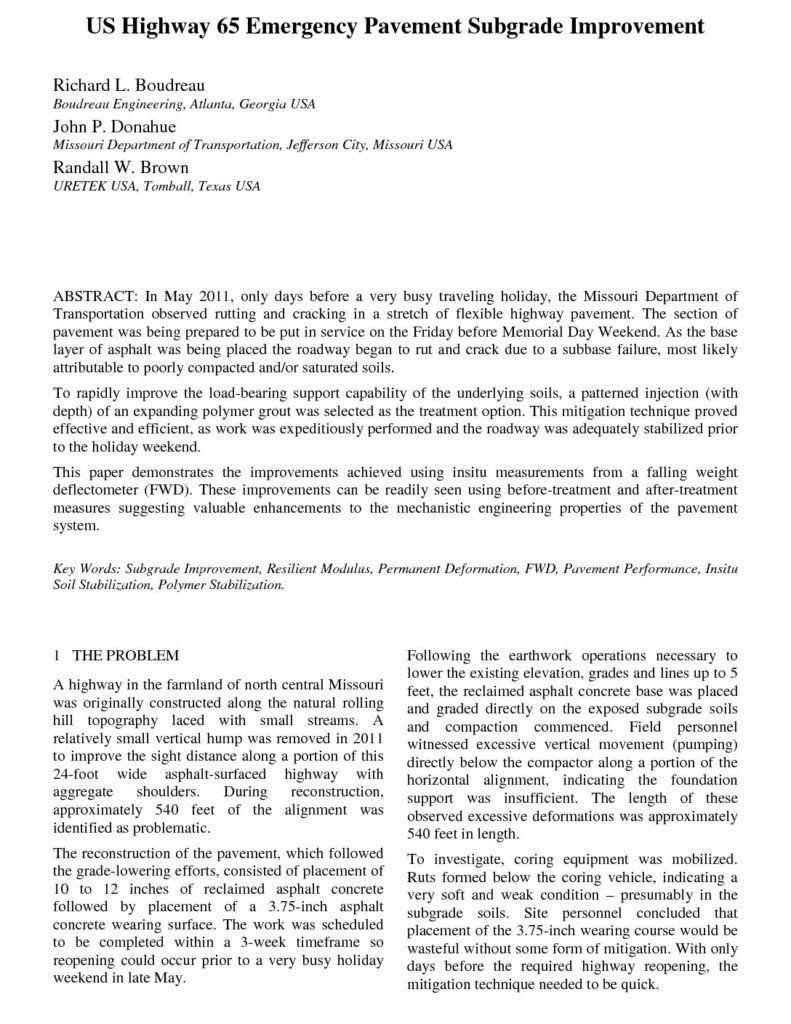 US Highway 65 Emergency Pavement Subgrade Improvement
Richard L. Boudreau
Boudreau Engineering, Atlanta, Georgia USA
John P. Donahue
Missouri Department of Transportation, Jefferson City, Missouri USA
Randall W. Brown
URETEK USA, Tomball, Texas USA
ABSTRACT: In May 2011, only days before a very busy traveling holiday, the Missouri Department of
Transportation observed rutting and cracking in a stretch of flexible highway pavement. The section of
pavement was being prepared to be put in service on the Friday before Memorial Day Weekend. As the base
layer of asphalt was being placed the roadway began to rut and crack due to a subbase failure, most likely
attributable to poorly compacted and/or saturated soils.
To rapidly improve the load-bearing support capability of the underlying soils, a patterned injection (with
depth) of an expanding polymer grout was selected as the treatment option. This mitigation technique proved
effective and efficient, as work was expeditiously performed and the roadway was adequately stabilized prior
to the holiday weekend.
This paper demonstrates the improvements achieved using insitu measurements from a falling weight
deflectometer (FWD). These improvements can be readily seen using before-treatment and after-treatment
measures suggesting valuable enhancements to the mechanistic engineering properties of the pavement
system.
Key Words: Subgrade Improvement, Resilient Modulus, Permanent Deformation, FWD, Pavement Performance, Insitu
Soil Stabilization, Polymer Stabilization.
1 THE PROBLEM
A highway in the farmland of north central Missouri
was originally constructed along the natural rolling
hill topography laced with small streams. A
relatively small vertical hump was removed in 2011
to improve the sight distance along a portion of this
24-foot wide asphalt-surfaced highway with
aggregate shoulders. During reconstruction,
approximately 540 feet of the alignment was
identified as problematic.
The reconstruction of the pavement, which followed
the grade-lowering efforts, consisted of placement of
10 to 12 inches of reclaimed asphalt concrete
followed by placement of a 3.75-inch asphalt
concrete wearing surface. The work was scheduled
to be completed within a 3-week timeframe so
reopening could occur prior to a very busy holiday
weekend in late May.
Following the earthwork operations necessary to
lower the existing elevation, grades and lines up to 5
feet, the reclaimed asphalt concrete base was placed
and graded directly on the exposed subgrade soils
and compaction commenced. Field personnel
witnessed excessive vertical movement (pumping)
directly below the compactor along a portion of the
horizontal alignment, indicating the foundation
support was insufficient. The length of these
observed excessive deformations was approximately
540 feet in length.
To investigate, coring equipment was mobilized.
Ruts formed below the coring vehicle, indicating a
very soft and weak condition – presumably in the
subgrade soils. Site personnel concluded that
placement of the 3.75-inch wearing course would be
wasteful without some form of mitigation. With only
days before the required highway reopening, the
mitigation technique needed to be quick.